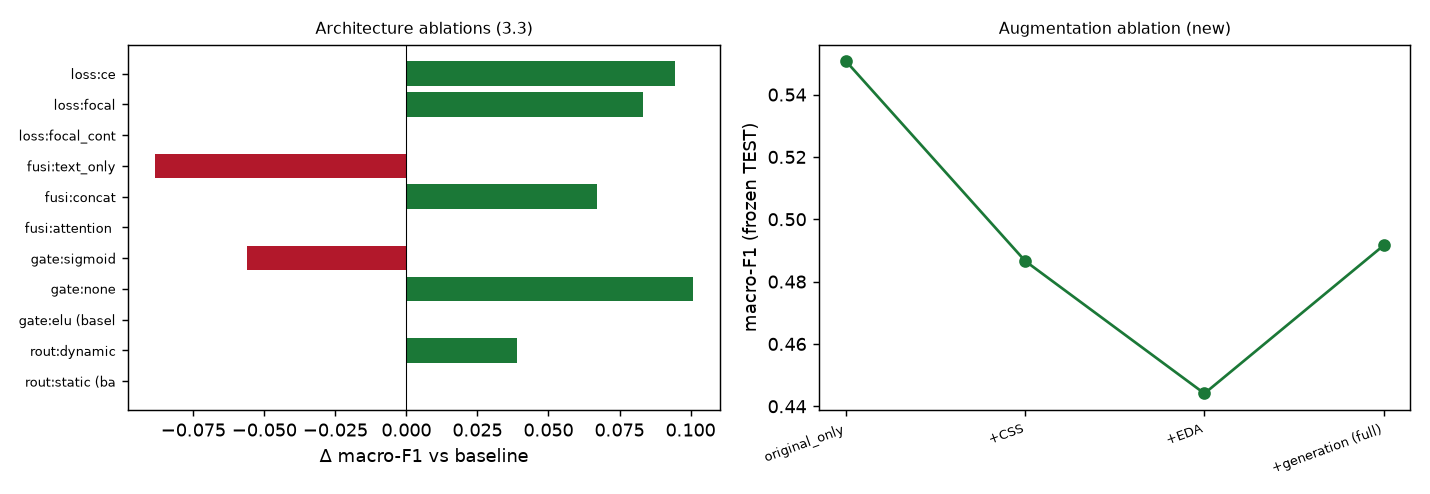 Architecture ablations (3.3)
loss:ce
loss:focal
loss:focal_cont
fusi:text_only
fusi:concat
fusi:attention
gate:sigmoid
gate:none
gate:elu (basel
rout:dynamic
rout:static (ba
−0.075 −0.050 −0.025 0.000 0.025 0.050 0.075 0.100
Δ macro-F1 vs baseline
Augmentation ablation (new)
macro-F1 (frozen TEST)
0.54
0.52
0.50
0.48
0.46
0.44
original_only
+CSS
+EDA
+generation (full)